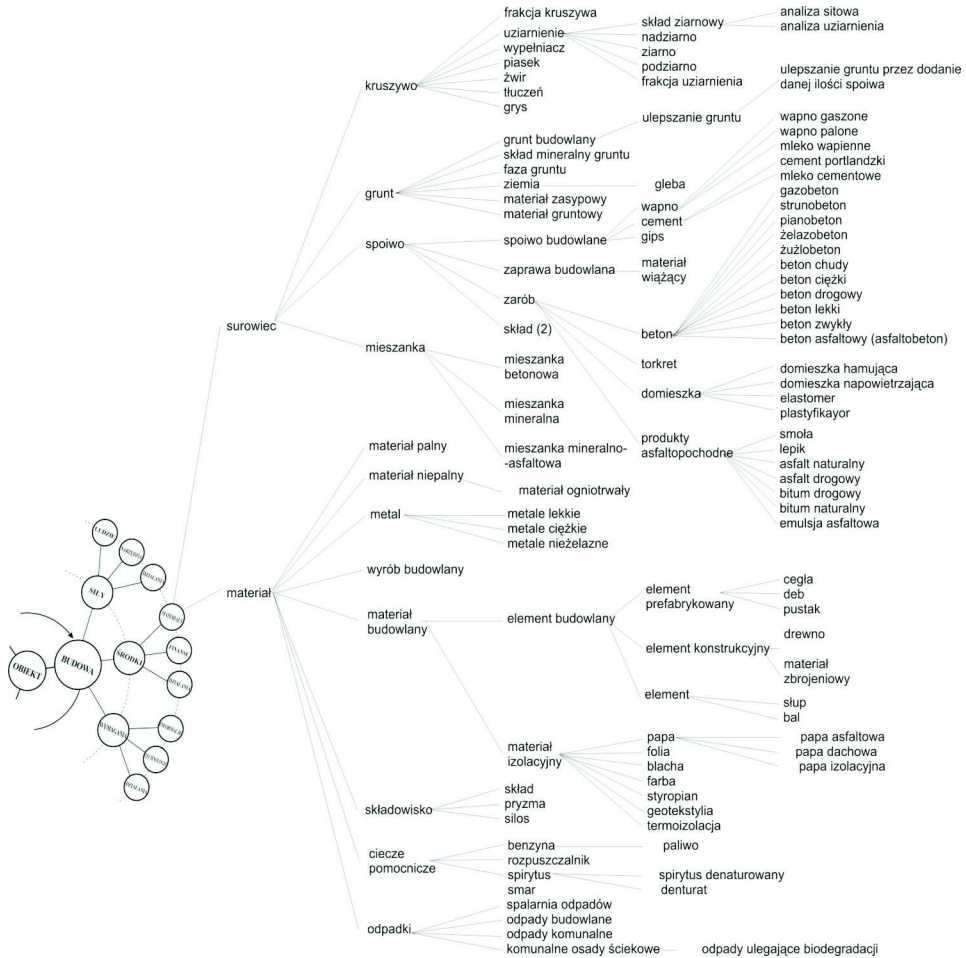 frakcja kruszywa
uziarnienie
wypełniacz
piasek
żwir
tłuczeń
grys
kruszywo
skład ziarnowy
nadziarno
ziarno
podziarno
frakcja uziarnienia
analiza sitowa
analiza uziarnienia
ulepszanie gruntu przez dodanie
danej ilości spoiwa
ulepszanie gruntu
grunt budowlany
skład mineralny gruntu
faza gruntu
ziemia
materiał zasypowy
materiał gruntowy
grunt
gleba
wapno
cement
gips
wapno gaszone
wapno palone
mleko wapienne
cement portlandzki
mleko cementowe
gazobeton
strunobeton
pianobeton
żelazobeton
żużlobeton
beton chudy
beton ciężki
beton drogowy
beton lekki
beton zwykły
beton asfaltowy (asfaltobeton)
spoiwo
spoiwo budowlane
zaprawa budowlana
materiał
wiążący
zarób
skład (2)
beton
torkret
domieszka
domieszka hamująca
domieszka napowietrzająca
elastomer
plastyfikayor
surowiec
mieszanka
mieszanka
betonowa
mieszanka
mineralna
mieszanka mineralno-
-asfaltowa
produkty
asfaltopochodne
smoła
lepik
asfalt naturalny
asfalt drogowy
bitum drogowy
bitum naturalny
emulsja asfaltowa
materiał palny
materiał niepalny
materiał ogniotrwały
metal
metale lekkie
metale ciężkie
metale nieżelazne
wyrób budowlany
materiał
materiał
budowlany
element budowlany
element
prefabrykowany
cegła
deb
pustak
element konstrukcyjny
drewno
materiał
zbrojeniowy
element
słup
bal
materiał
izolacyjny
papa
folia
blacha
farba
styropian
geotekstylia
termoizolacja
papa asfaltowa
papa dachowa
papa izolacyjna
składowisko
skład
pryzma
silos
ciecze
pomocnicze
benzyna
rozpuszczalnik
spirytus
smar
paliwo
spirytus denaturowany
denturat
odpadki
spalarnia odpadów
odpady budowlane
odpady komunalne
komunalne osady ściekowe
odpady ulegające biodegradacji
LUDZIE
NARZĘDZIA
DZIAŁANIA
SIŁY
MATERIAŁY
OBIEKT
BUDOWA
ŚRODKI
FINANSE
DZIAŁANIA
WYMAGANIA
DZIAŁANIA